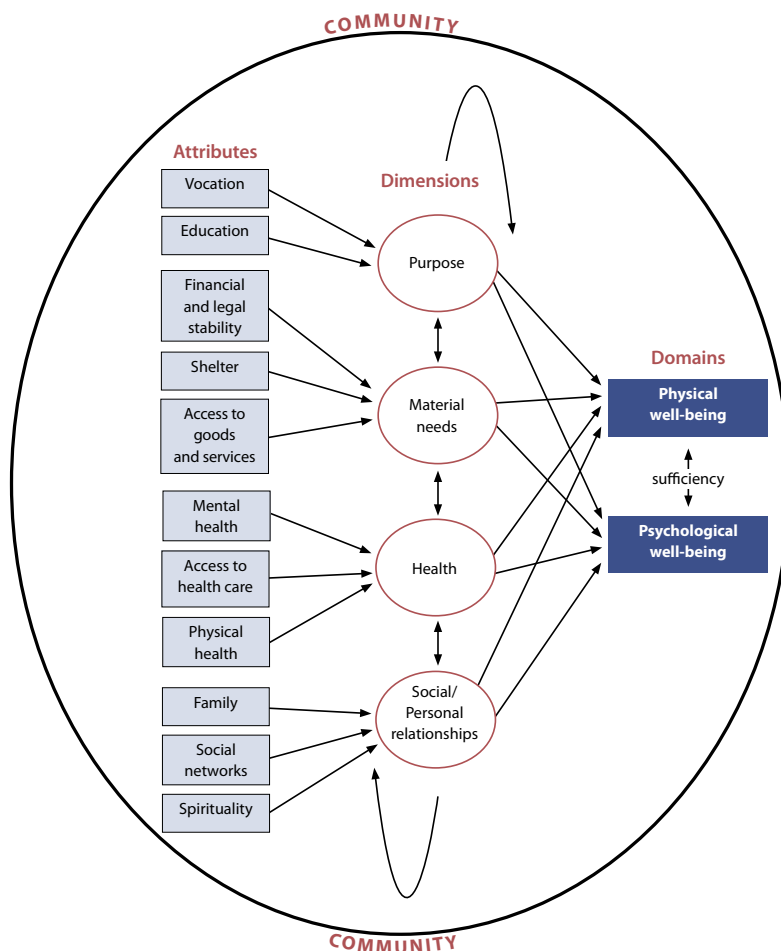 COMMUNITY
Attributes
Vocation
Education
Financial
and legal
stability
Shelter
Access to
goods
and services
Mental
health
Access to
health care
Physical
health
Family
Social
networks
Spirituality
Dimensions
Purpose
Material
needs
Health
Social/
Personal
relationships
Domains
Physical
well-being
sufficiency
Psychological
well-being
COMMUNITY